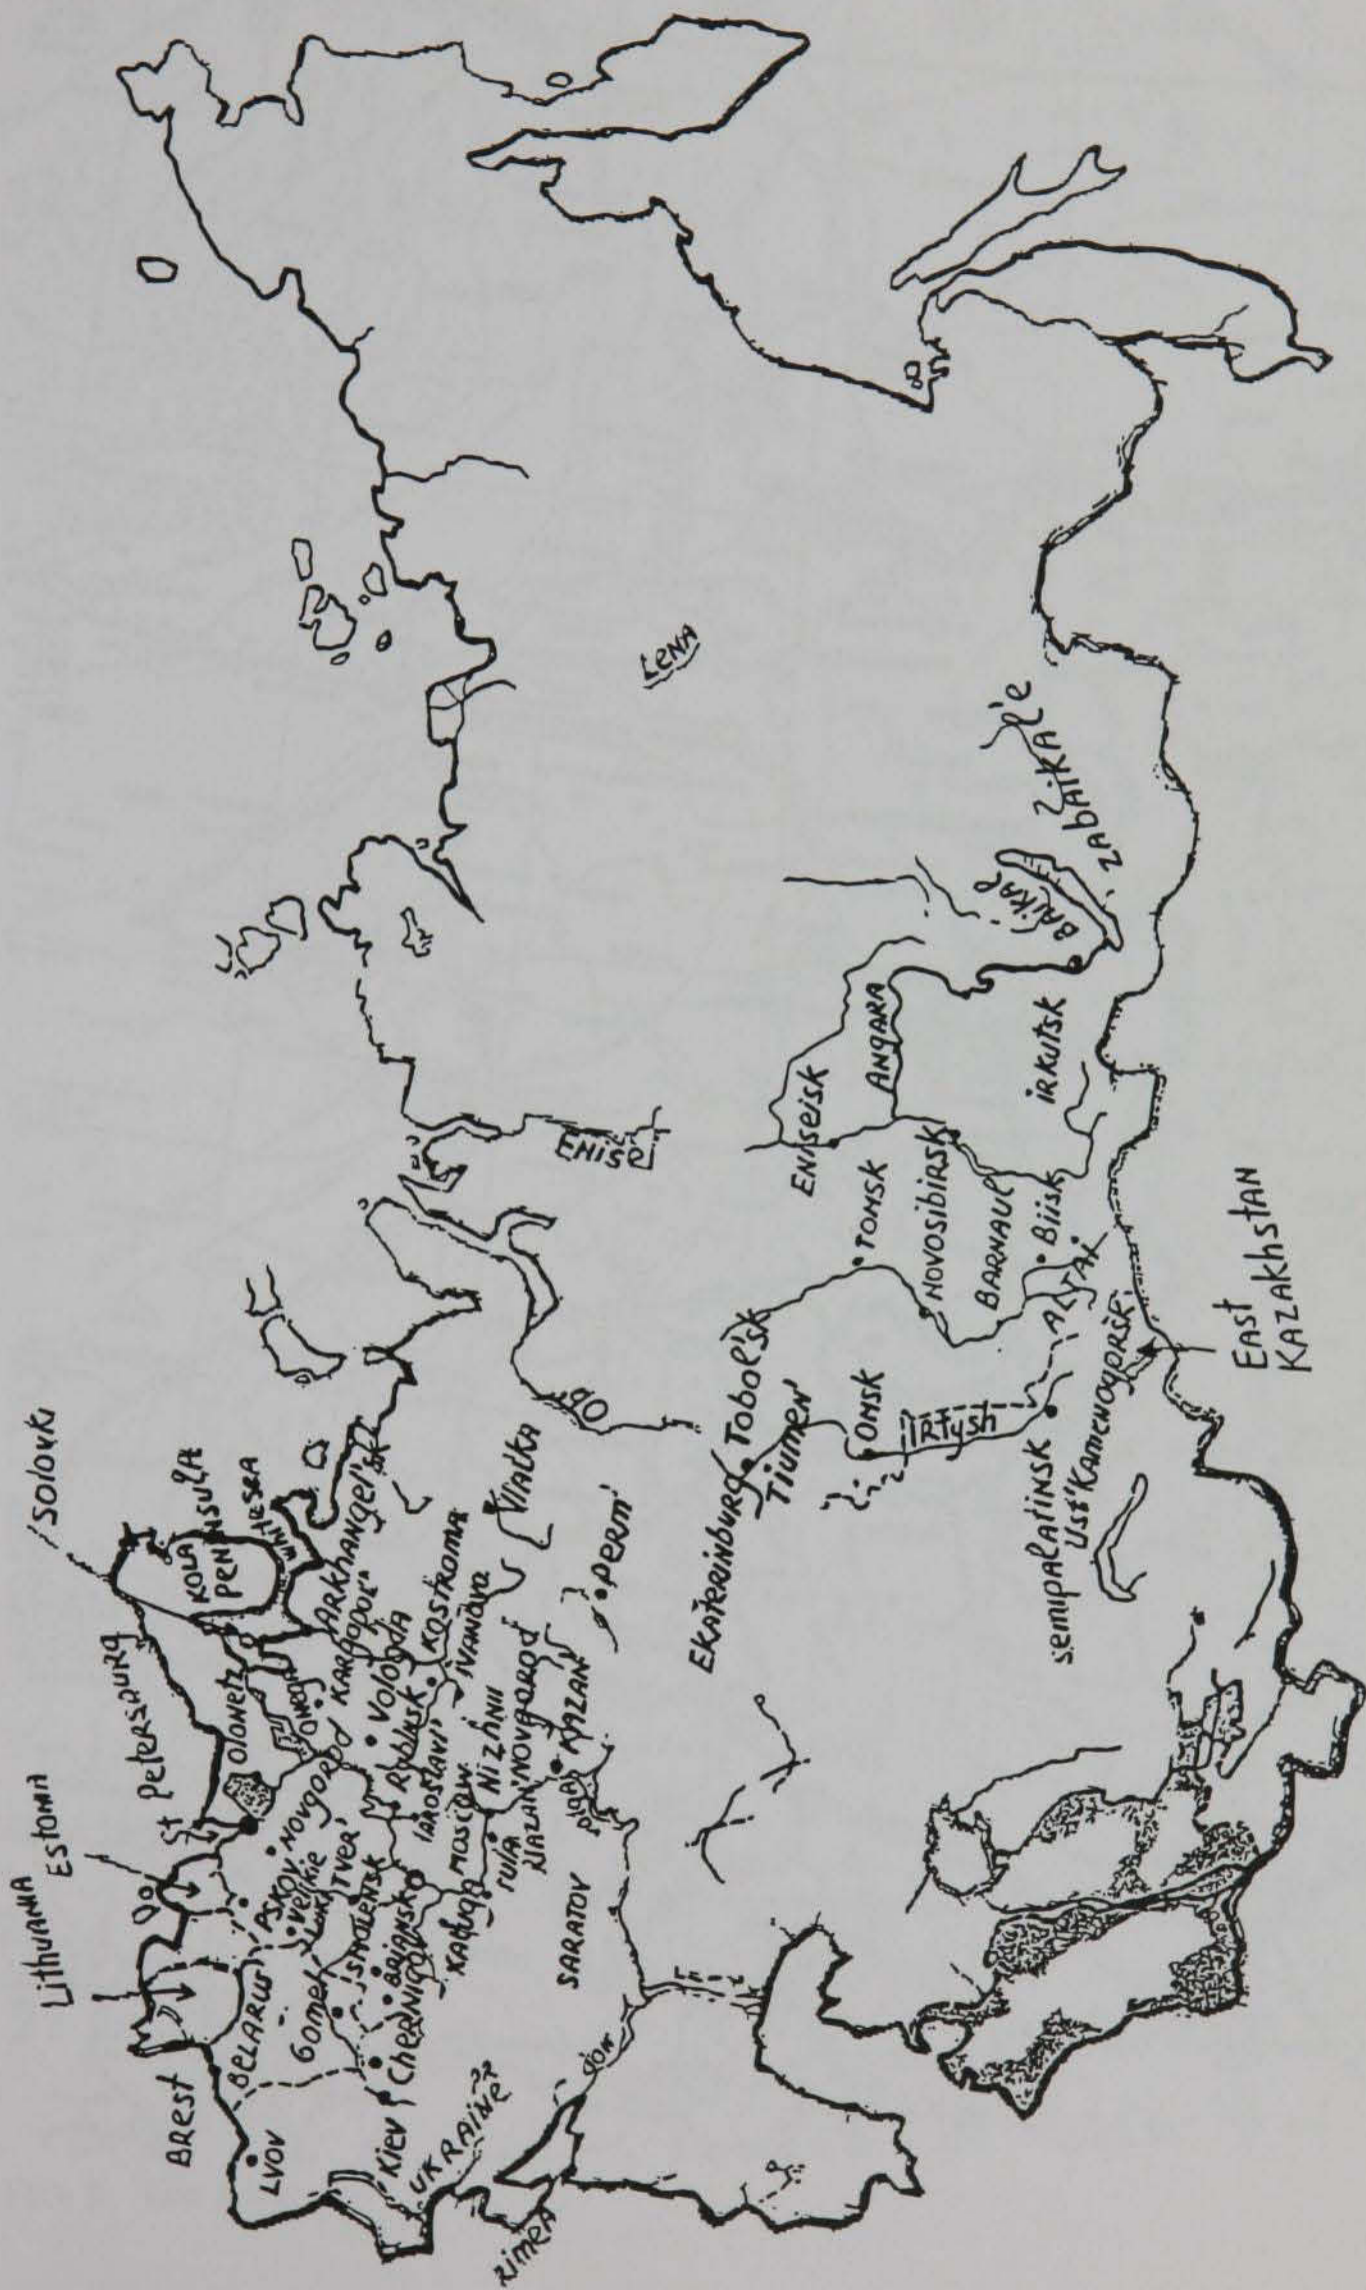 Lithuania
Estonia
Solovki
Brest
St Petersburg
KOLA
PENINSULA
WHITE SEA
Olonetz
Onega
LVOV
BELARUS
PSKOV
NOVGOROD
KARGOPOL'
ARKHANGEL'SK
Velikie
Luki
Gomel
SMOLENSK
TVER'
Vologda
Rybinsk
KOSTROMA
Kiev
Chernigov
BRIANSK
IAROSLAVL'
IVANOVO
Viatka
Ob
ENISEI
LENA
UKRAINE
KALUGA
MOSCOW
Nizhnii
NOVGOROD
TULA
RIAZAN'
KAZAN'
PERM'
RIMEA
DON
SARATOV
EKATERINBURG
Tobol'sk
Tiumen'
OMSK
IRtysh
TOMSK
ENISEISK
ANGARA
NOVOSIBIRSK
BARNAUL
Biisk
ALTAI
IRKUTSK
BAIKAL
ZABAIKAL'E
semipalatinsk
Ust' Kamenogorsk
EAST
KAZAKHSTAN